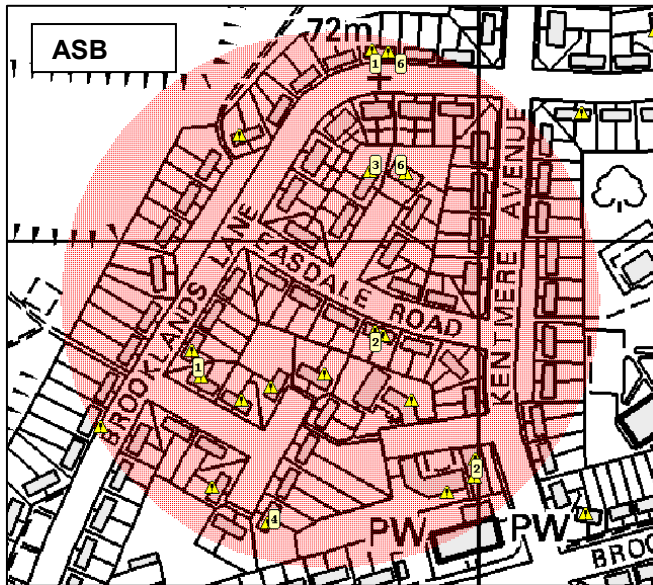 ASB
72m
1 6
3 6
KENTMERE AVENUE
BROOKLANDS LANE
EASDALE ROAD
2
1
2
4
PW
PW
BROO